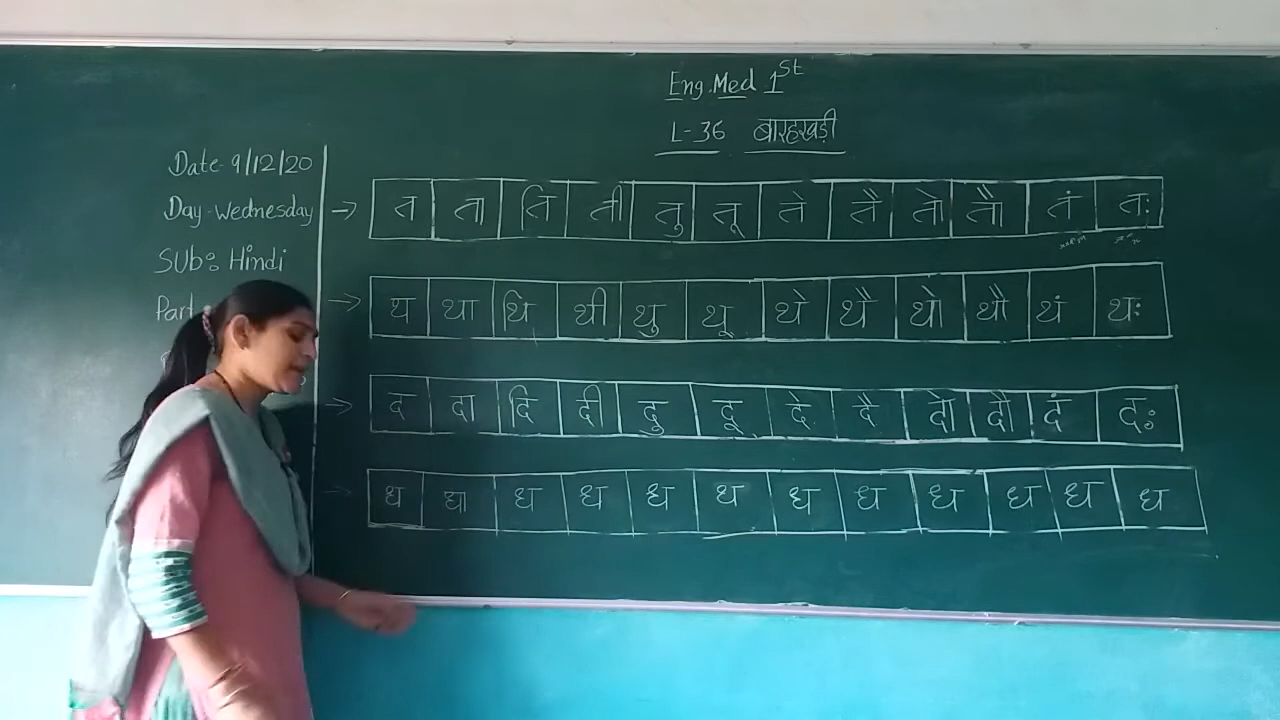 Eng.Med 1st
L-36 बारहखड़ी
Date-9/12/20
Day-Wednesday
SUb: Hindi
Part
→ त ता ति ती तु तू ते तै तो तौ तं तः
→ थ था थि थी थु थू थे थै थो थौ थं थः
→ द दा दि दी दु दू दे दै दो दौ दं दः
→ ध धा ध ध ध ध ध ध ध ध ध ध